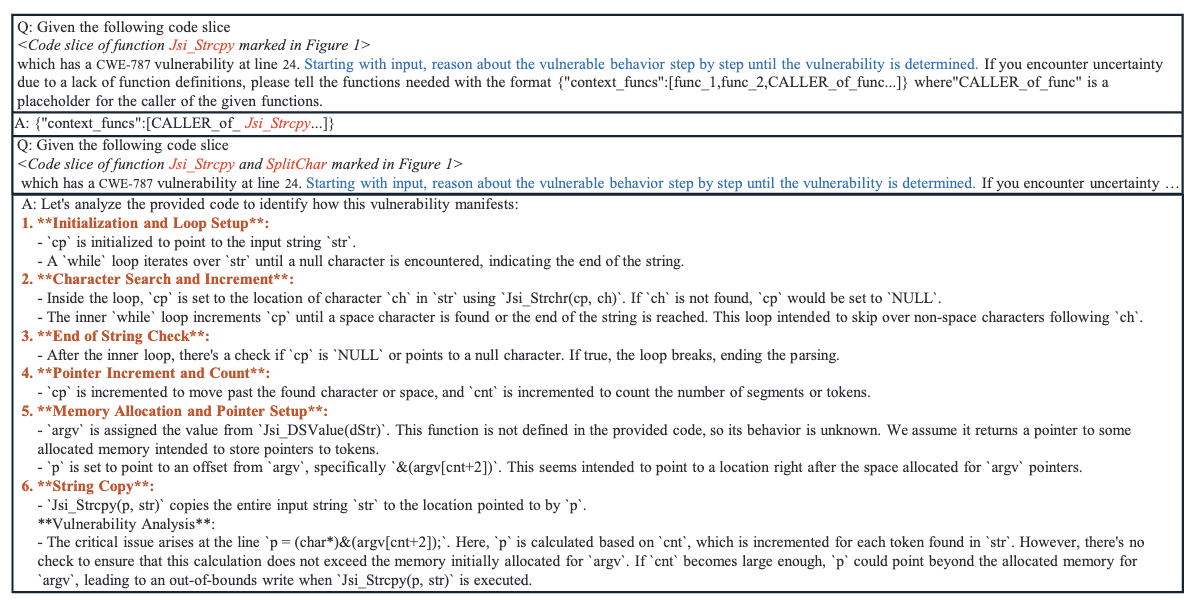 Q: Given the following code slice
<Code slice of function Jsi_Strcpy marked in Figure 1>
which has a CWE-787 vulnerability at line 24. Starting with input, reason about the vulnerable behavior step by step until the vulnerability is determined. If you encounter uncertainty
due to a lack of function definitions, please tell the functions needed with the format {"context_funcs":[func_1,func_2,CALLER_of_func...]} where"CALLER_of_func" is a
placeholder for the caller of the given functions.
A: {"context_funcs":[CALLER_of_ Jsi_Strcpy...]}
Q: Given the following code slice
<Code slice of function Jsi_Strcpy and SplitChar marked in Figure 1>
which has a CWE-787 vulnerability at line 24. Starting with input, reason about the vulnerable behavior step by step until the vulnerability is determined. If you encounter uncertainty …
A: Let's analyze the provided code to identify how this vulnerability manifests:
1. **Initialization and Loop Setup**:
- `cp` is initialized to point to the input string `str`.
- A `while` loop iterates over `str` until a null character is encountered, indicating the end of the string.
2. **Character Search and Increment**:
- Inside the loop, `cp` is set to the location of character `ch` in `str` using `Jsi_Strchr(cp, ch)`. If `ch` is not found, `cp` would be set to `NULL`.
- The inner `while` loop increments `cp` until a space character is found or the end of the string is reached. This loop intended to skip over non-space characters following `ch`.
3. **End of String Check**:
- After the inner loop, there's a check if `cp` is `NULL` or points to a null character. If true, the loop breaks, ending the parsing.
4. **Pointer Increment and Count**:
- `cp` is incremented to move past the found character or space, and `cnt` is incremented to count the number of segments or tokens.
5. **Memory Allocation and Pointer Setup**:
- `argv` is assigned the value from `Jsi_DSValue(dStr)`. This function is not defined in the provided code, so its behavior is unknown. We assume it returns a pointer to some
allocated memory intended to store pointers to tokens.
- `p` is set to point to an offset from `argv`, specifically `&(argv[cnt+2])`. This seems intended to point to a location right after the space allocated for `argv` pointers.
6. **String Copy**:
- `Jsi_Strcpy(p, str)` copies the entire input string `str` to the location pointed to by `p`.
**Vulnerability Analysis**:
- The critical issue arises at the line `p = (char*)&(argv[cnt+2]);`. Here, `p` is calculated based on `cnt`, which is incremented for each token found in `str`. However, there's no
check to ensure that this calculation does not exceed the memory initially allocated for `argv`. If `cnt` becomes large enough, `p` could point beyond the allocated memory for
`argv`, leading to an out-of-bounds write when `Jsi_Strcpy(p, str)` is executed.